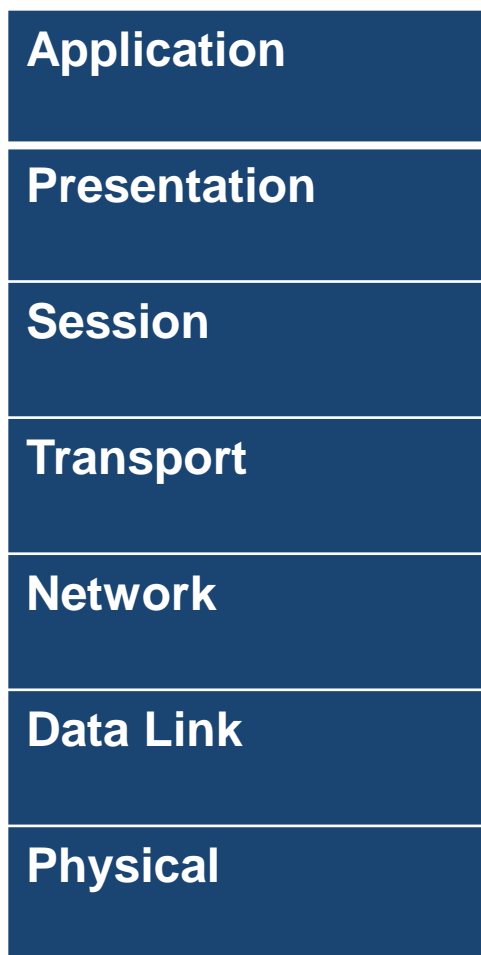 Application
Presentation
Session
Transport
Network
Data Link
Physical